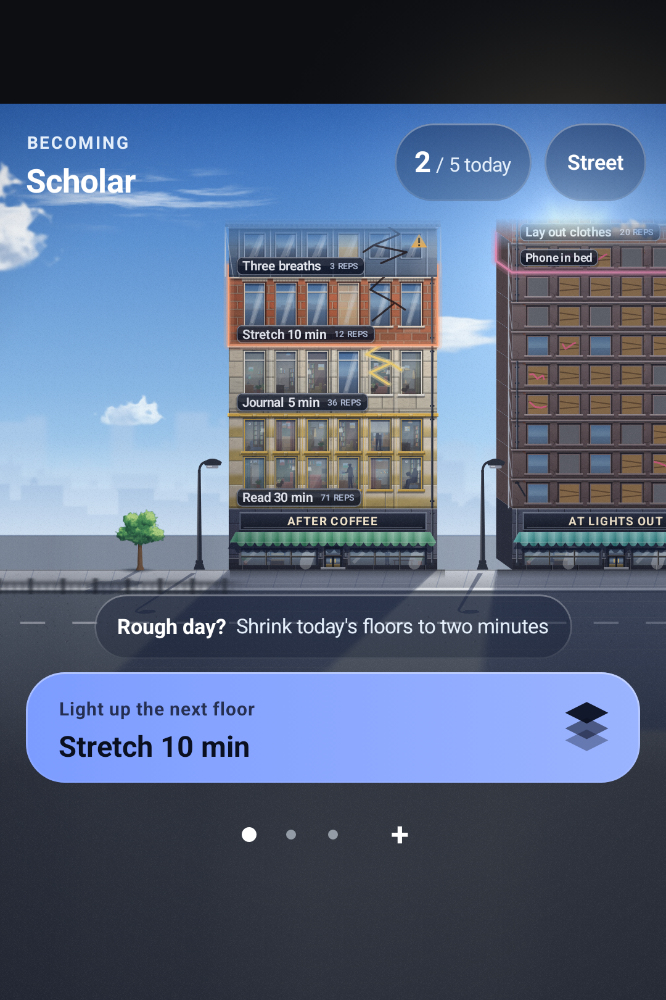 BECOMING
Scholar
2 / 5 today
Street
Three breaths 3 REPS
Stretch 10 min 12 REPS
Journal 5 min 36 REPS
Read 30 min 71 REPS
AFTER COFFEE
Lay out clothes 20 REPS
Phone in bed
AT LIGHTS OUT
Rough day? Shrink today's floors to two minutes
Light up the next floor
Stretch 10 min
+